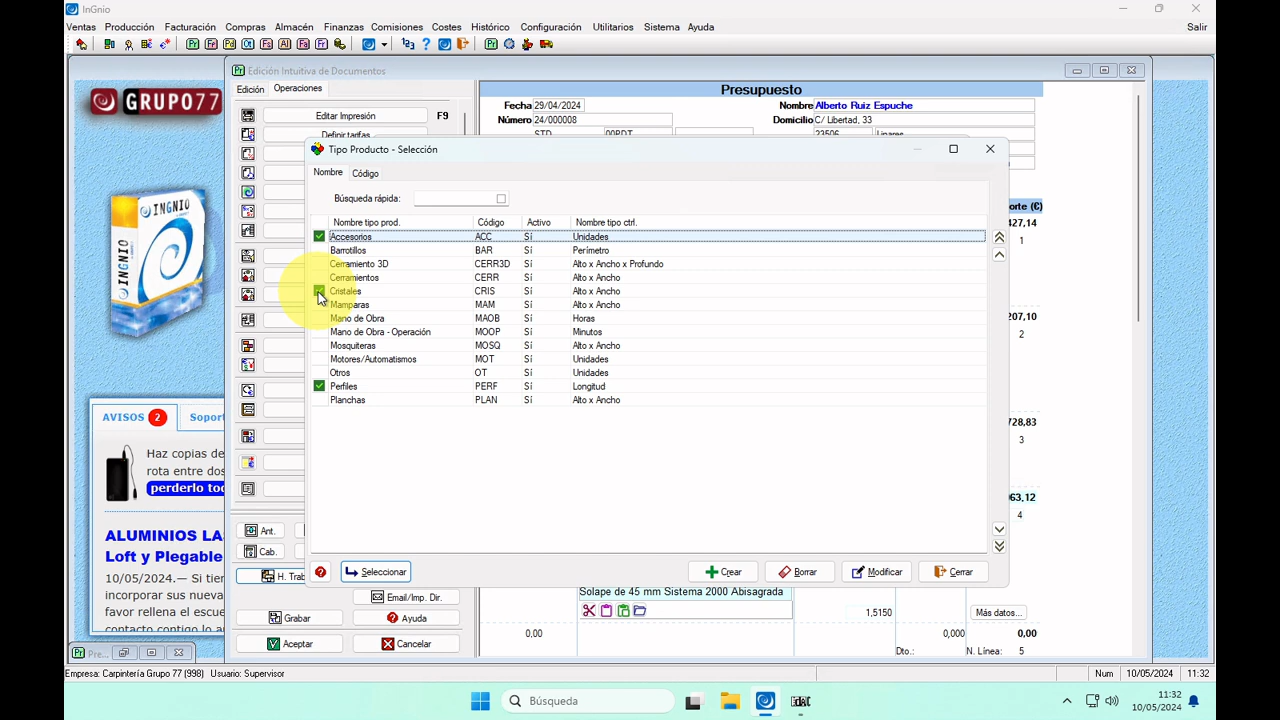 InGnio
Ventas Producción Facturación Compras Almacén Finanzas Comisiones Costes Histórico Configuración Utilitarios Sistema Ayuda Salir
Edición Intuitiva de Documentos
Edición Operaciones
Editar Impresión F9
Definir tarifas
GRUPO77
INGNIO
Presupuesto
Fecha 29/04/2024 Nombre Alberto Ruiz Espuche
Número 24/000008 Domicilio C/ Libertad, 33
STD 00PDT 23506 Linares
Tipo Producto - Selección
Nombre Código
Búsqueda rápida:
Nombre tipo prod. Código Activo Nombre tipo ctrl.
Accesorios ACC Sí Unidades
Barrotillos BAR Sí Perímetro
Cerramiento 3D CERR3D Sí Alto x Ancho x Profundo
Cerramientos CERR Sí Alto x Ancho
Cristales CRIS Sí Alto x Ancho
Mamparas MAM Sí Alto x Ancho
Mano de Obra MAOB Sí Horas
Mano de Obra - Operación MOOP Sí Minutos
Mosquiteras MOSQ Sí Alto x Ancho
Motores/Automatismos MOT Sí Unidades
Otros OT Sí Unidades
Perfiles PERF Sí Longitud
Planchas PLAN Sí Alto x Ancho
Seleccionar Crear Borrar Modificar Cerrar
orte (€)
427,14
1
207,10
2
728,83
3
063,12
4
AVISOS 2 Soport
Haz copias de
rota entre dos
perderlo tod
ALUMINIOS LA
Loft y Plegable
10/05/2024.— Si tien
incorporar sus nueva
favor rellena el escue
contacto contigo lo an
Ant.
Cab.
H. Trab
Email/Imp. Dir.
Grabar Ayuda
Aceptar Cancelar
Solape de 45 mm Sistema 2000 Abisagrada
1,5150 Más datos...
0.00 0,000 0,00
Dto.: N. Línea: 5
Pre...
Empresa: Carpintería Grupo 77 (998) Usuario: Supervisor Num 10/05/2024 11:32
Búsqueda
11:32
10/05/2024